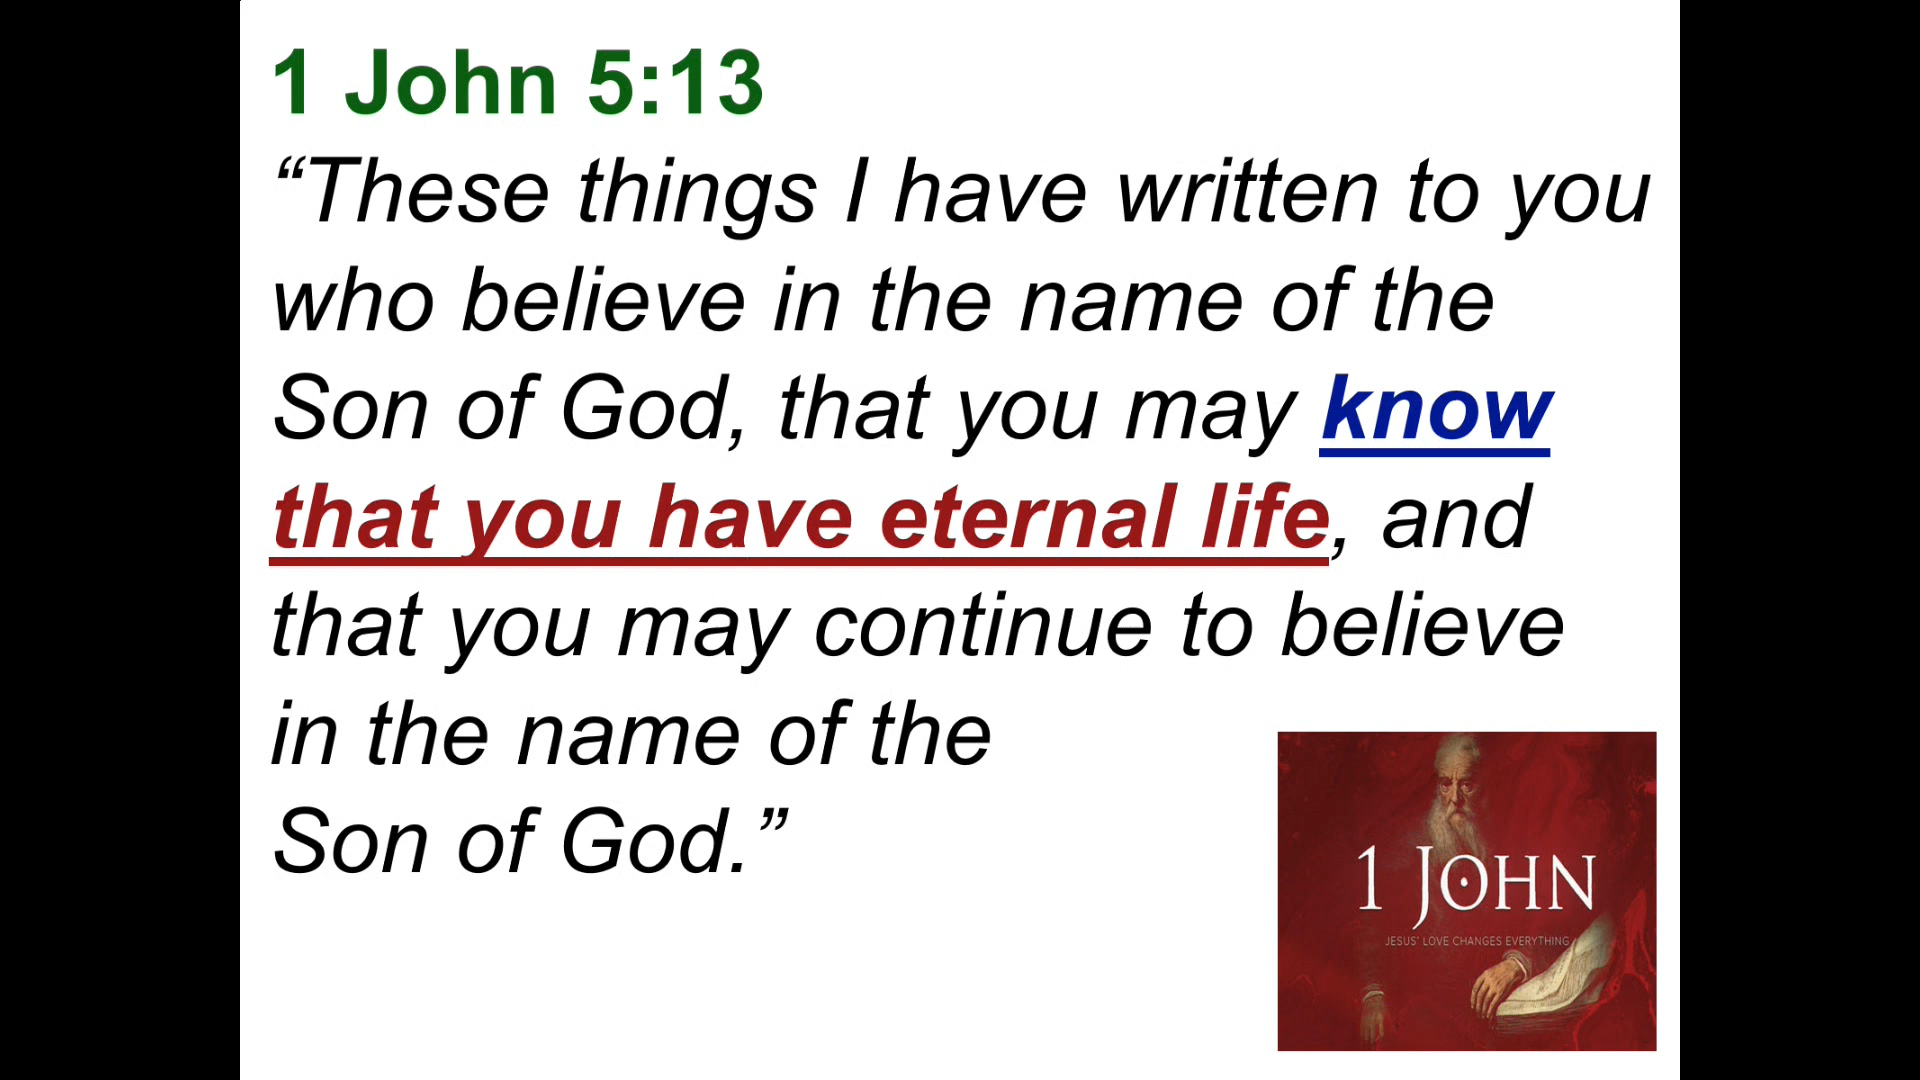 1 John 5:13
“These things I have written to you
who believe in the name of the
Son of God, that you may know
that you have eternal life, and
that you may continue to believe
in the name of the
Son of God.”
1 JOHN
JESUS' LOVE CHANGES EVERYTHING